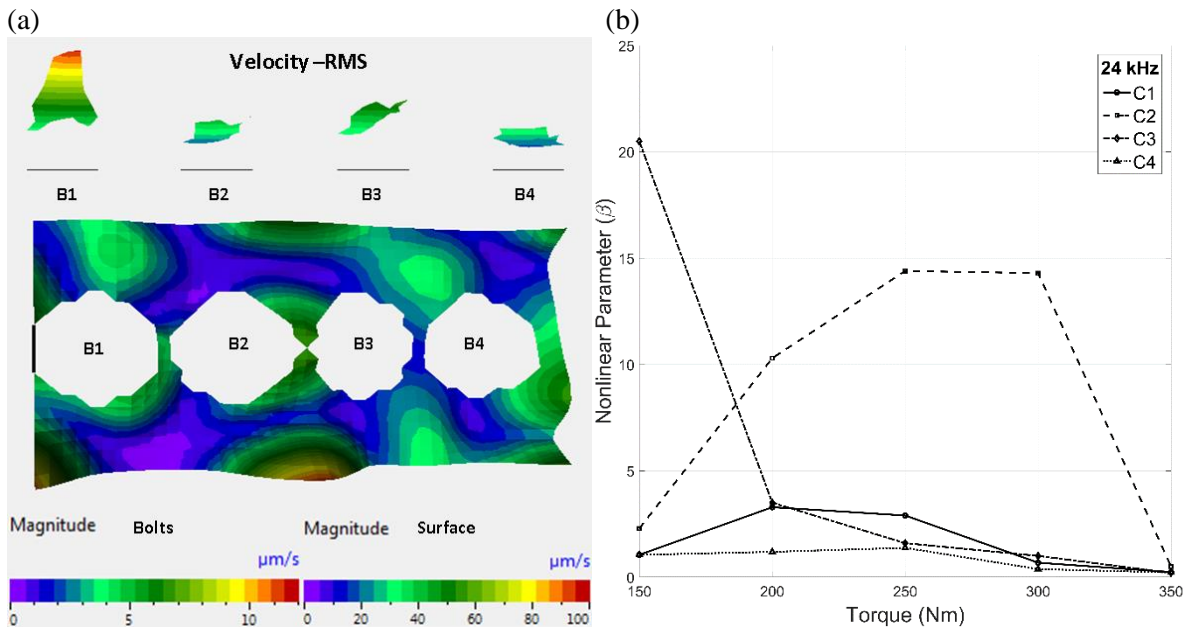 (a)
Velocity –RMS
B1 B2 B3 B4
B1 B2 B3 B4
Magnitude Bolts Magnitude Surface
µm/s µm/s
0 5 10 0 20 40 60 80 100
(b)
25
20
15
10
5
0
Nonlinear Parameter (β)
150 200 250 300 350
Torque (Nm)
24 kHz
C1
C2
C3
C4